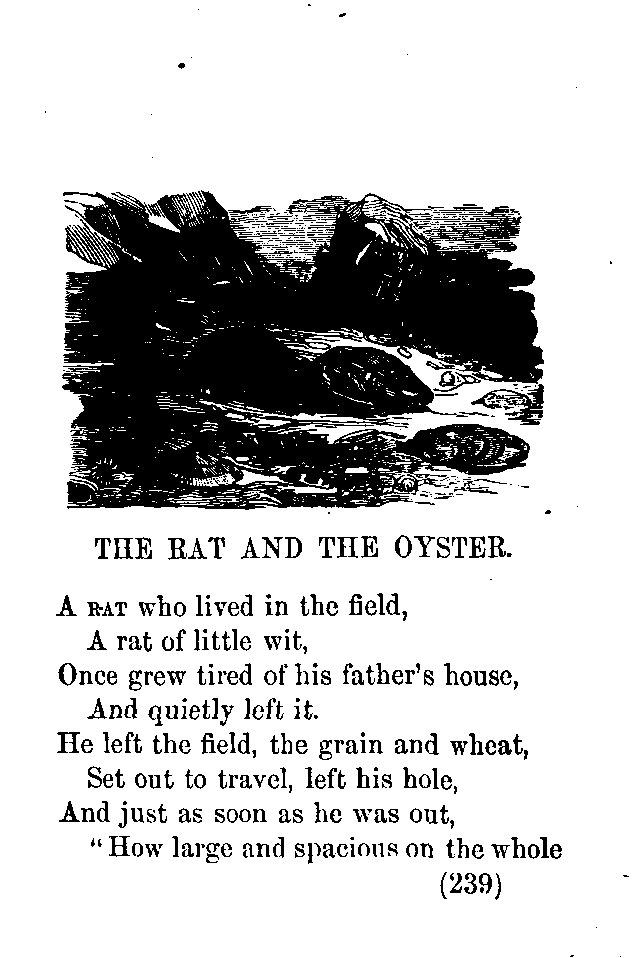 THE RAT AND THE OYSTER.
A RAT who lived in the field,
A rat of little wit,
Once grew tired of his father's house,
And quietly left it.
He left the field, the grain and wheat,
Set out to travel, left his hole,
And just as soon as he was out,
"How large and spacious on the whole
(239)